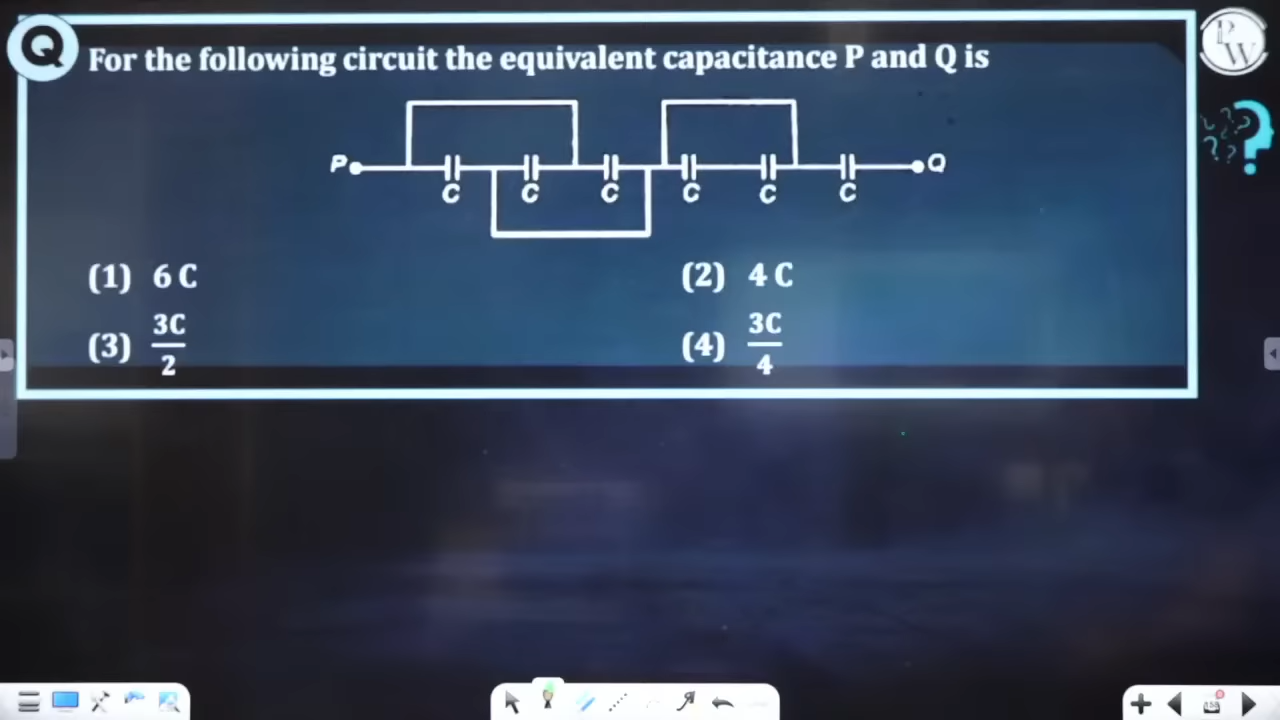 Q For the following circuit the equivalent capacitance P and Q is
PW
P Q
C C C C C C
(1) 6 C (2) 4 C
(3) 3C/2 (4) 3C/4